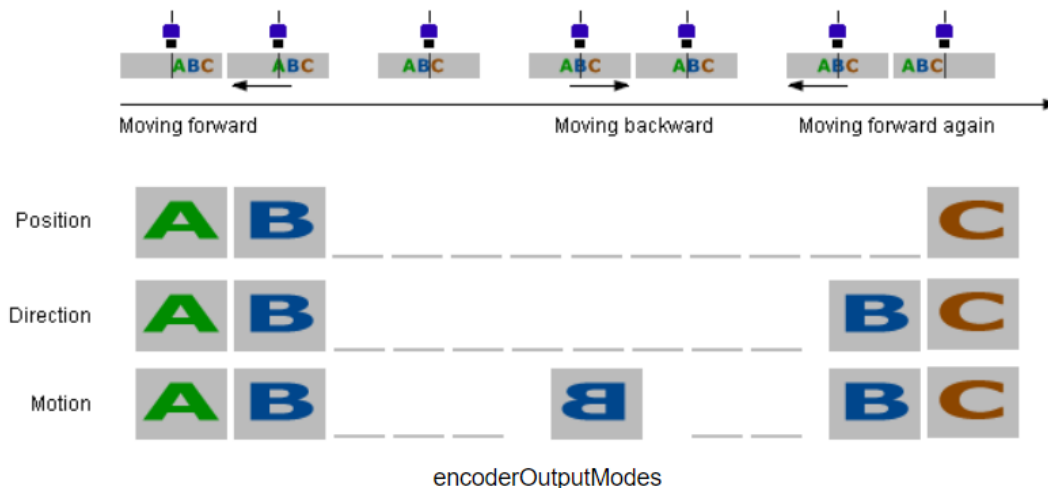 ABC ABC ABC ABC ABC ABC ABC
Moving forward Moving backward Moving forward again
Position A B C
Direction A B B C
Motion A B B B C
encoderOutputModes